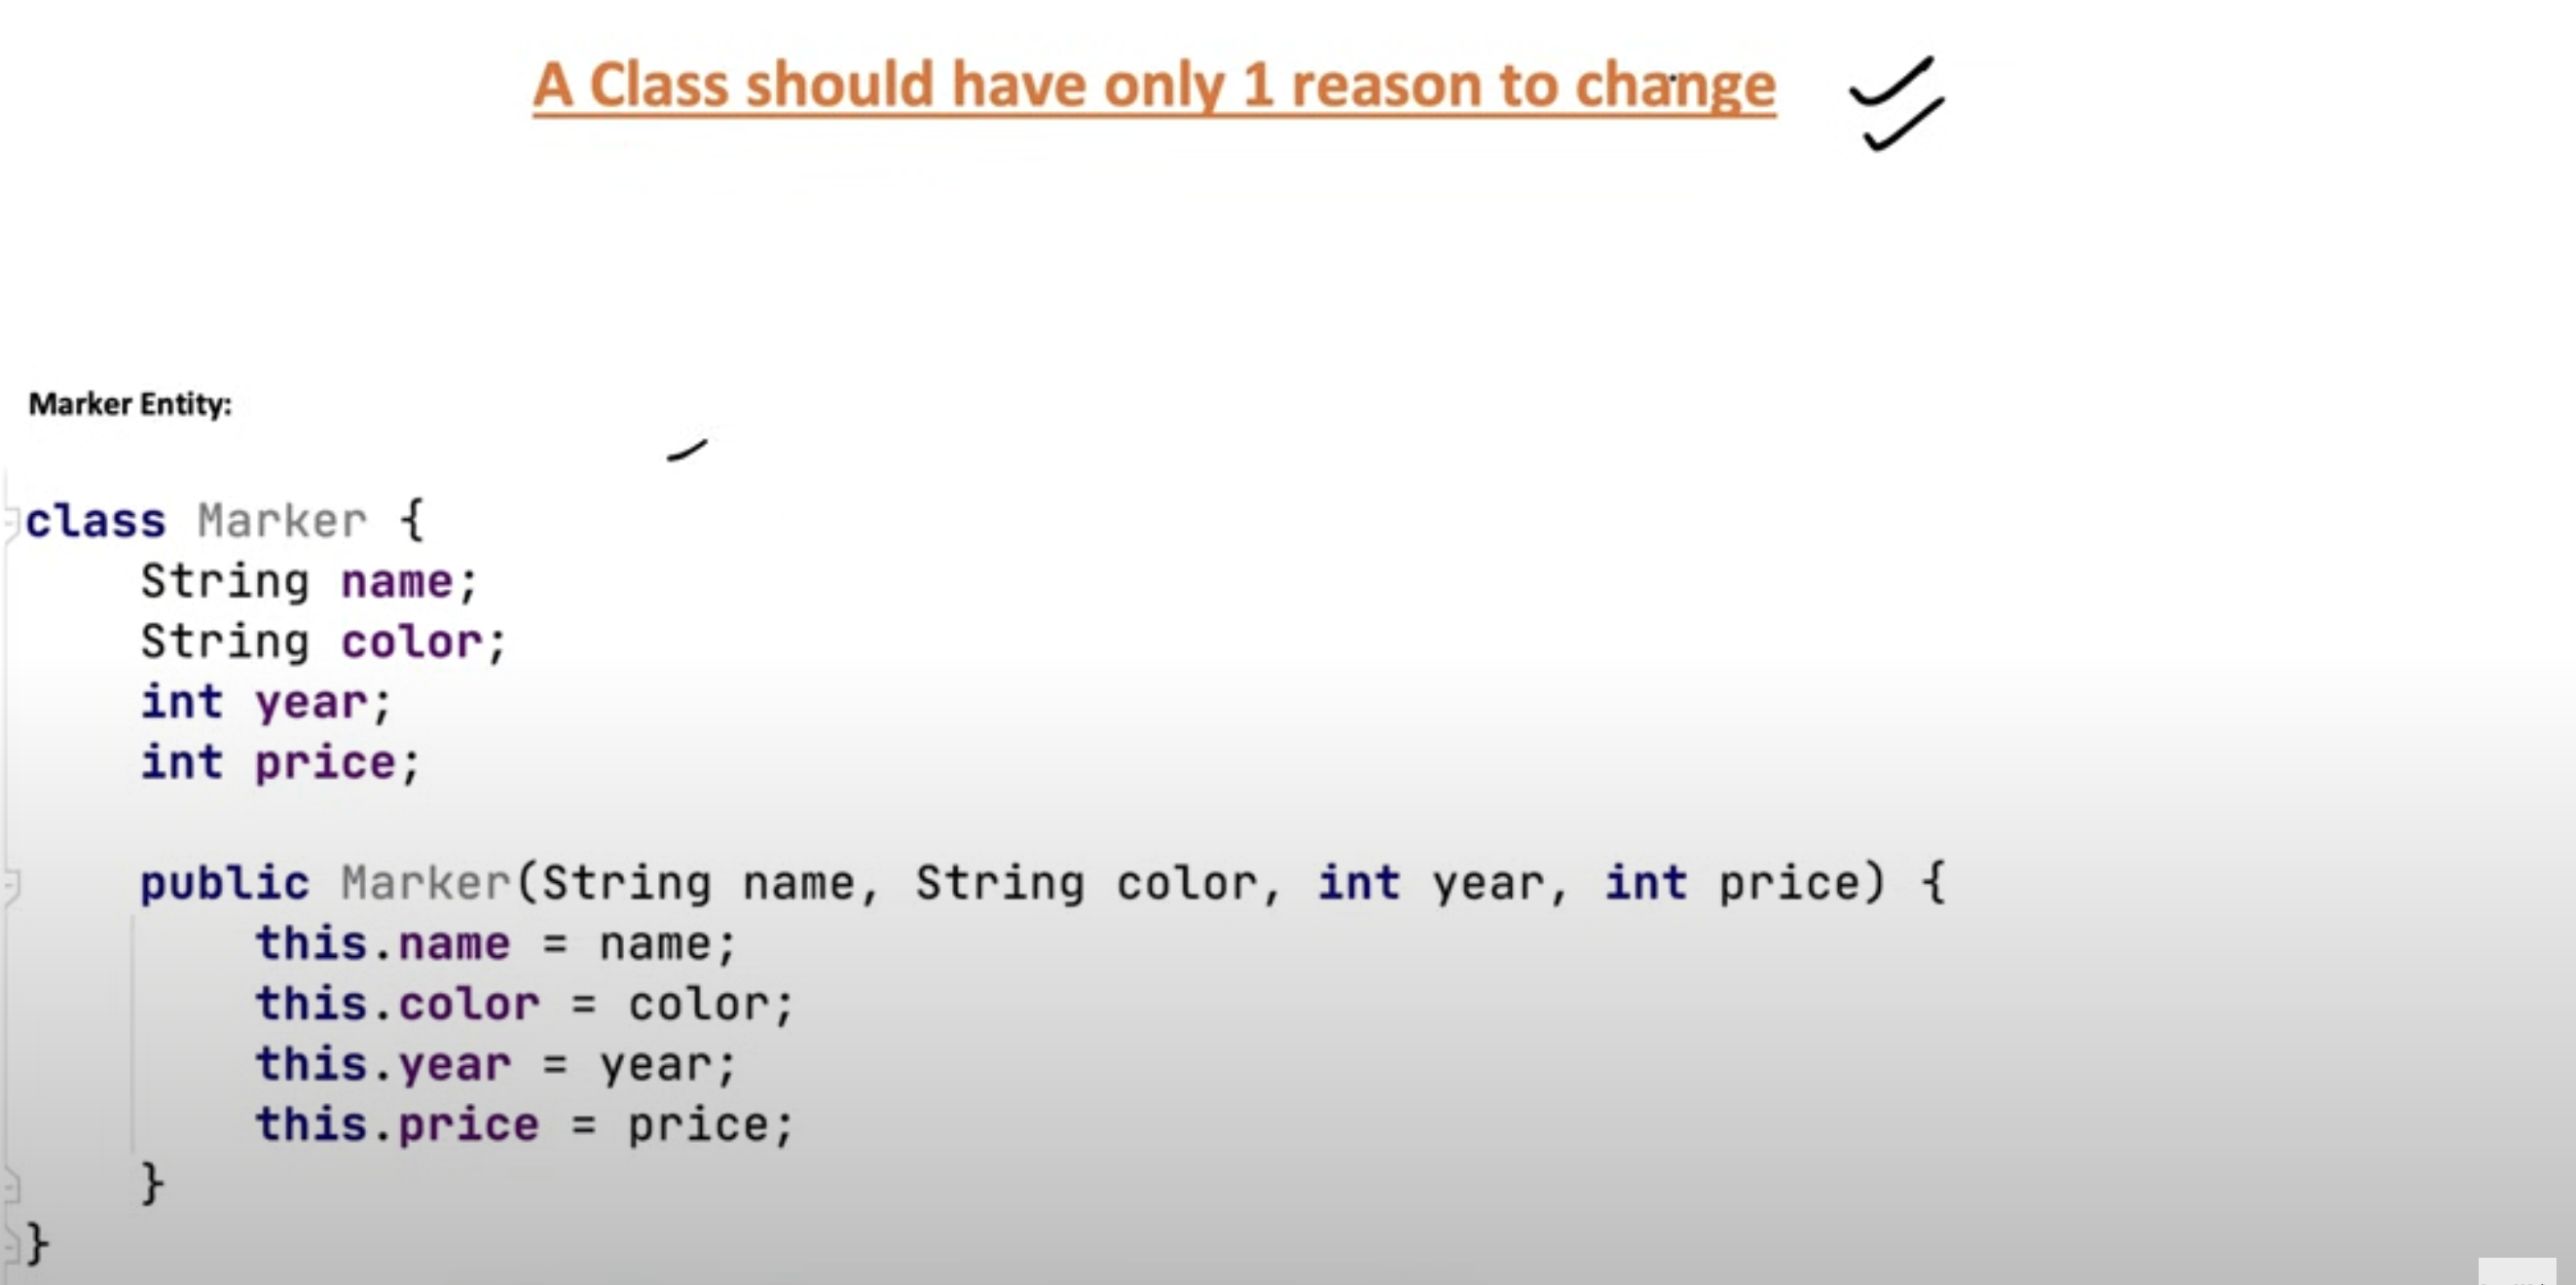 A Class should have only 1 reason to change
Marker Entity:
class Marker {
    String name;
    String color;
    int year;
    int price;
    public Marker(String name, String color, int year, int price) {
        this.name = name;
        this.color = color;
        this.year = year;
        this.price = price;
    }
}